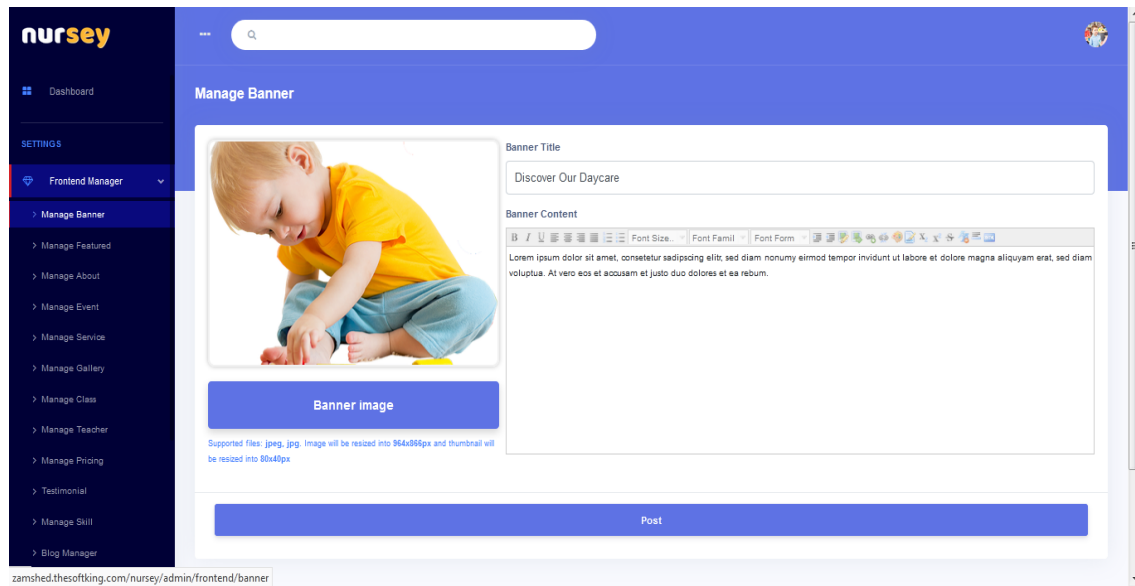 nursey
Dashboard
SETTINGS
Frontend Manager
Manage Banner
Manage Featured
Manage About
Manage Event
Manage Service
Manage Gallery
Manage Class
Manage Teacher
Manage Pricing
Testimonial
Manage Skill
Blog Manager
Manage Banner
Banner image
Supported files: jpeg, jpg. Image will be resized into 964x866px and thumbnail will
be resized into 80x40px
Banner Title
Discover Our Daycare
Banner Content
B I U Font Size.. Font Famil Font Form
Lorem ipsum dolor sit amet, consetetur sadipscing elitr, sed diam nonumy eirmod tempor invidunt ut labore et dolore magna aliquyam erat, sed diam
voluptua. At vero eos et accusam et justo duo dolores et ea rebum.
Post
zamshed.thesoftking.com/nursey/admin/frontend/banner